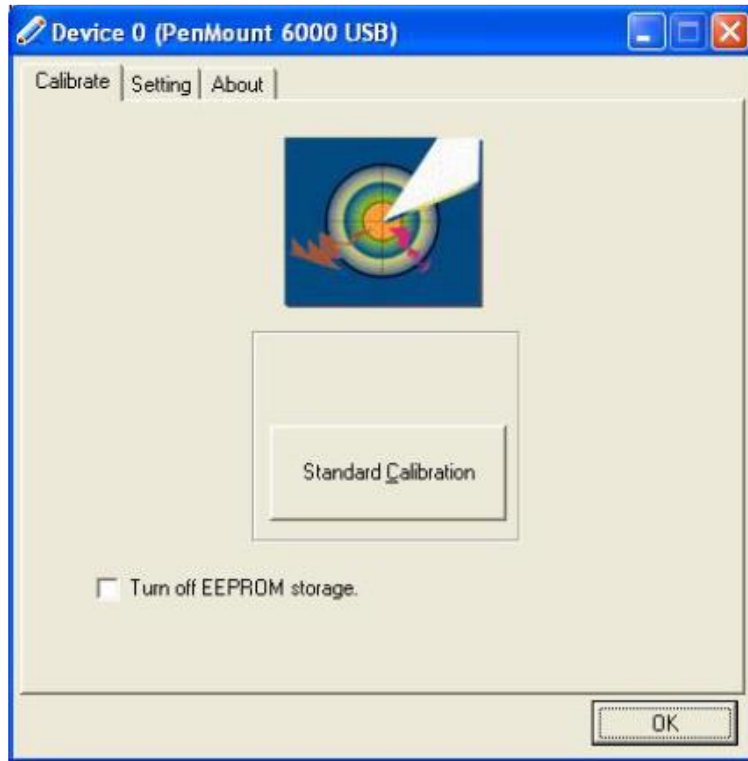 Device 0 (PenMount 6000 USB)
Calibrate Setting About
Standard Calibration
Turn off EEPROM storage.
OK